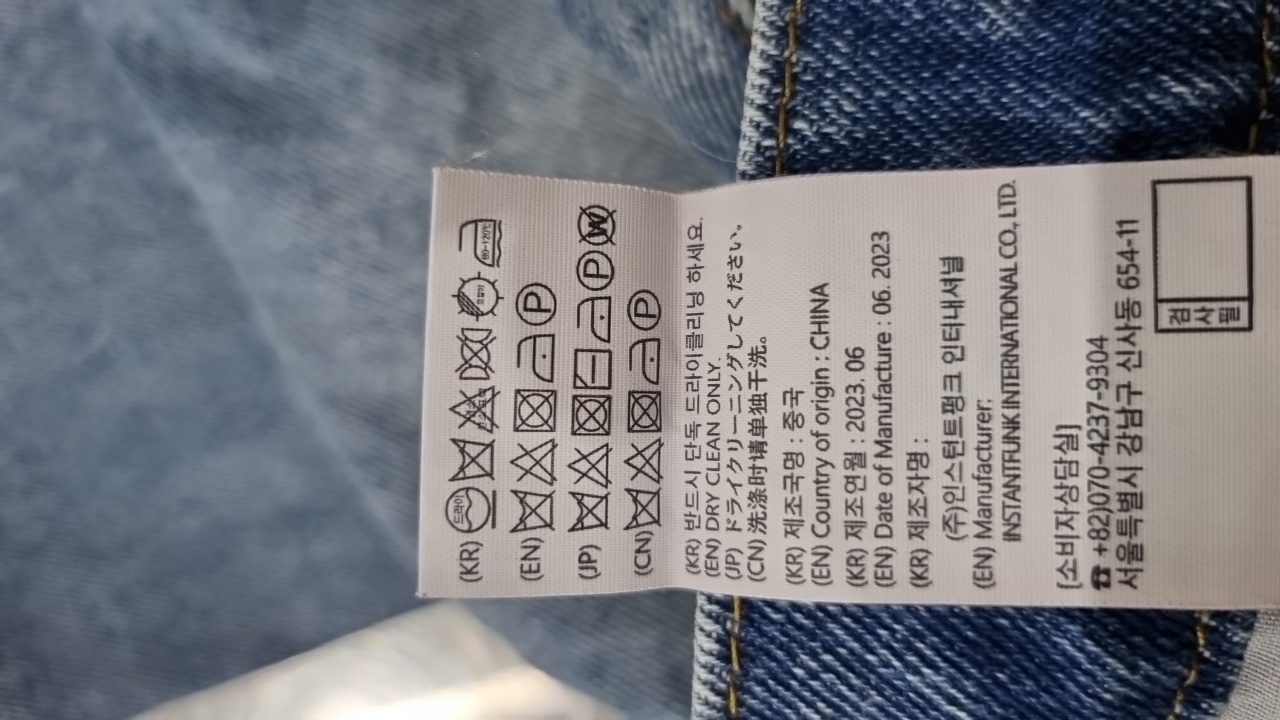 (KR) 드라이 80~120℃
(EN) P
(JP) P W
(CN) P
(KR) 반드시 단독 드라이클리닝 하세요.
(EN) DRY CLEAN ONLY.
(JP) ドライクリーニングしてください。
(CN) 洗涤时请单独干洗。
(KR) 제조국명 : 중국
(EN) Country of origin : CHINA
(KR) 제조연월 : 2023. 06
(EN) Date of Manufacture : 06. 2023
(KR) 제조자명 :
(주)인스턴트펑크 인터내셔널
(EN) Manufacturer:
INSTANTFUNK INTERNATIONAL CO., LTD.
[소비자상담실]
☎ +82)070-4237-9304
서울특별시 강남구 신사동 654-11
검사필